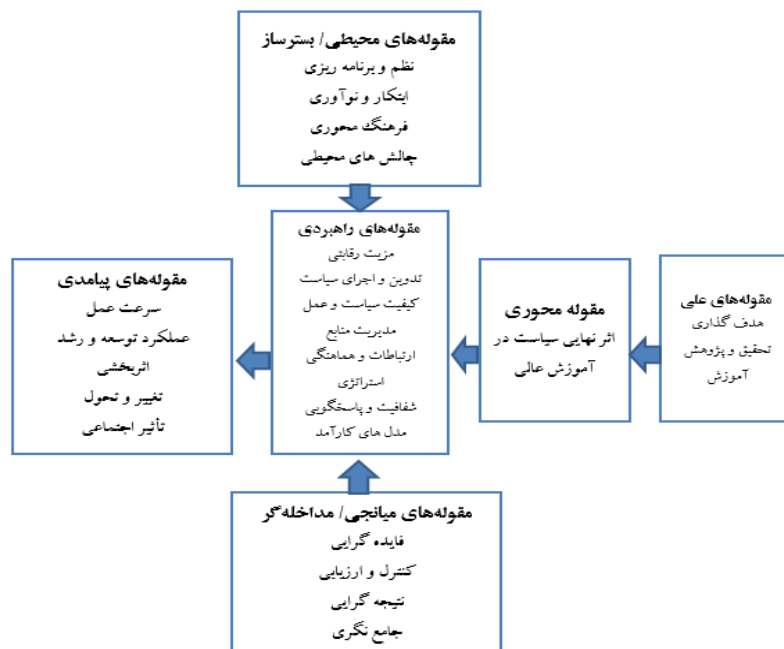 مقوله‌های محیطی/ بسترساز
نظم و برنامه ریزی
ابتکار و نوآوری
فرهنگ محوری
چالش های محیطی
مقوله‌های علی
هدف گذاری
تحقیق و پژوهش
آموزش
مقوله محوری
اثر نهایی سیاست در
آموزش عالی
مقوله‌های راهبردی
مزیت رقابتی
تدوین و اجرای سیاست
کیفیت سیاست و عمل
مدیریت منابع
ارتباطات و هماهنگی
استراتژی
شفافیت و پاسخگویی
مدل های کارآمد
مقوله‌های پیامدی
سرعت عمل
عملکرد توسعه و رشد
اثربخشی
تغییر و تحول
تأثیر اجتماعی
مقوله‌های میانجی/ مداخله‌گر
فایده گرایی
کنترل و ارزیابی
نتیجه گرایی
جامع نگری